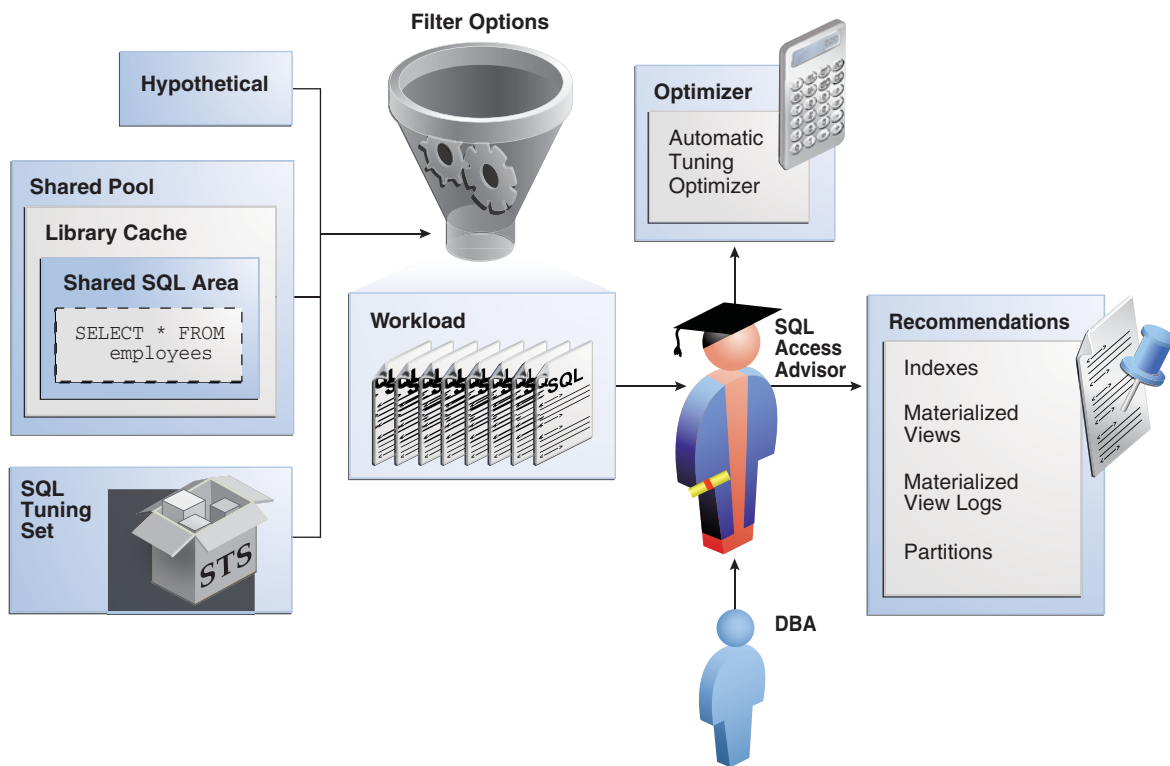 Filter Options
Hypothetical
Shared Pool
Library Cache
Shared SQL Area
SELECT * FROM
employees
SQL
Tuning
Set
STS
Workload
SQL
Optimizer
Automatic
Tuning
Optimizer
SQL
Access
Advisor
DBA
Recommendations
Indexes
Materialized
Views
Materialized
View Logs
Partitions